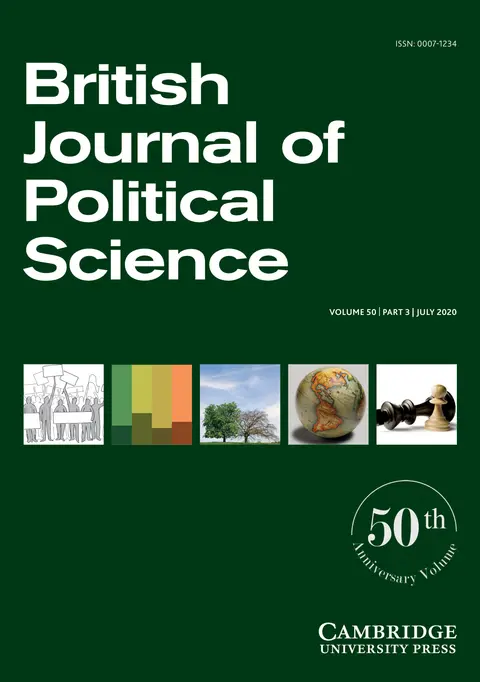 ISSN: 0007-1234
British
Journal of
Political
Science
VOLUME 50 | PART 3 | JULY 2020
50th
Anniversary Volume
CAMBRIDGE
UNIVERSITY PRESS